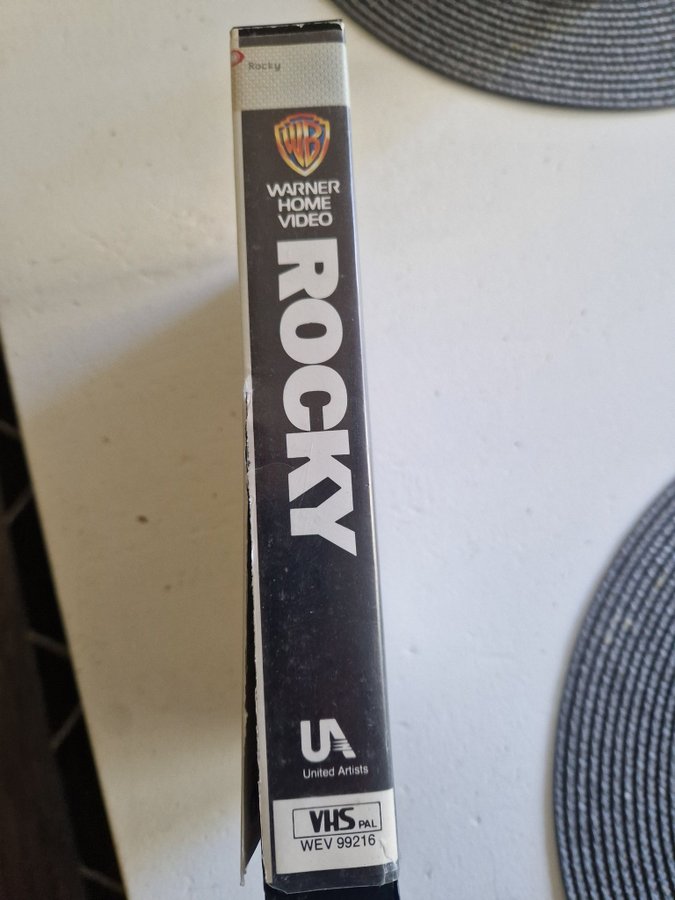 Rocky
WB
WARNER
HOME
VIDEO
ROCKY
UA
United Artists
VHS PAL
WEV 99216